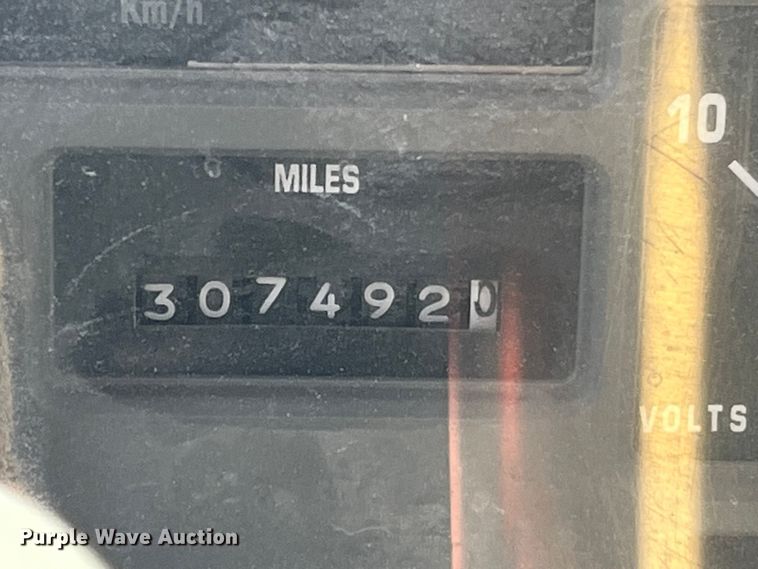 Km/h
10
MILES
3074920
VOLTS
Purple Wave Auction